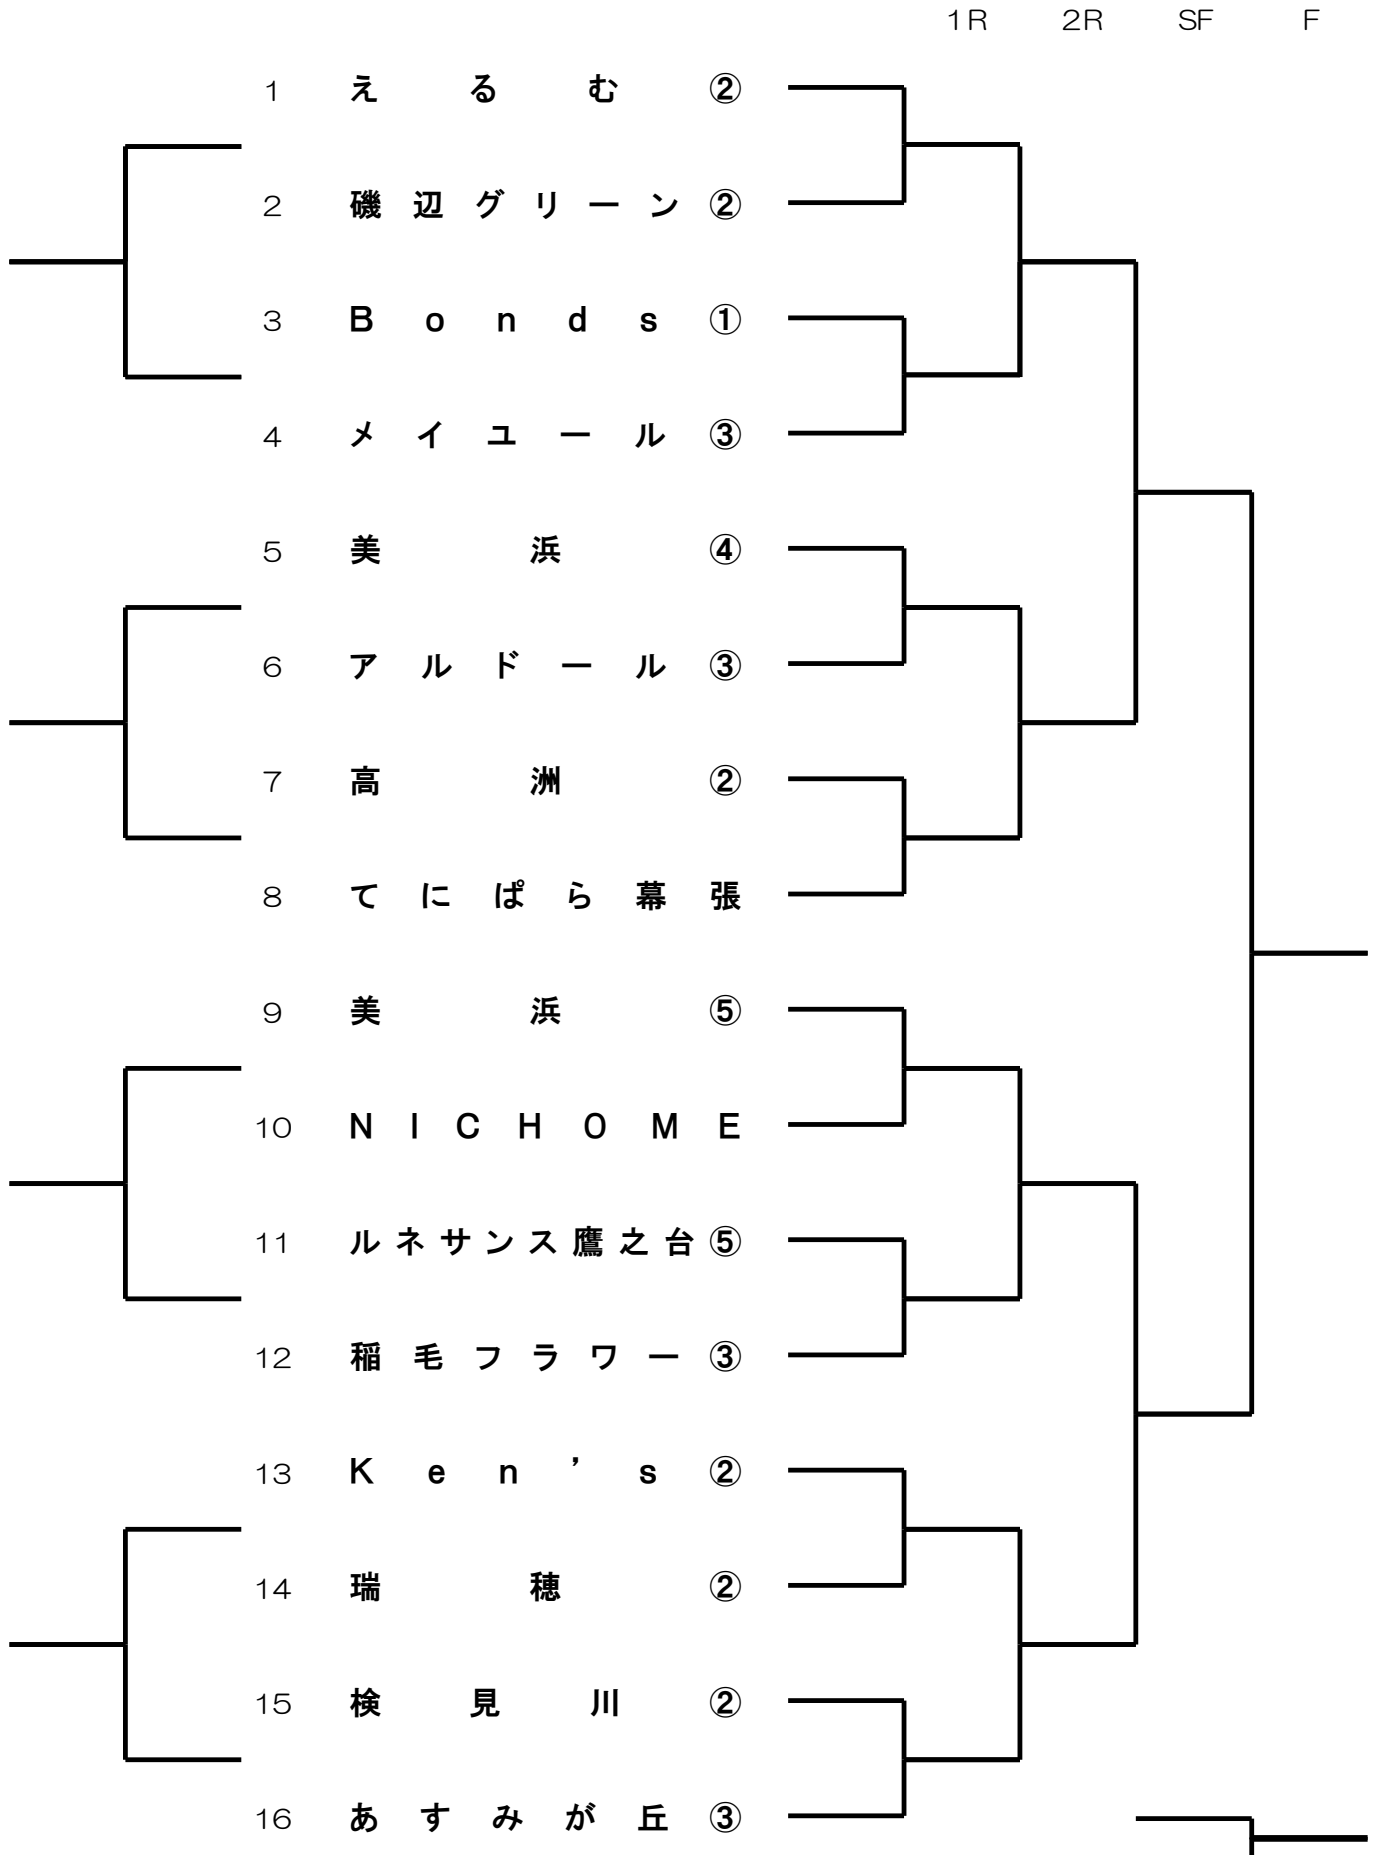 1R 2R SF F
1 えるむ ②
2 磯辺グリーン ②
3 Bonds ①
4 メイユール ③
5 美浜 ④
6 アルドール ③
7 高洲 ②
8 てにぱら幕張
9 美浜 ⑤
10 NICHOME
11 ルネサンス鷹之台 ⑤
12 稲毛フラワー ③
13 Ken’s ②
14 瑞穂 ②
15 検見川 ②
16 あすみが丘 ③